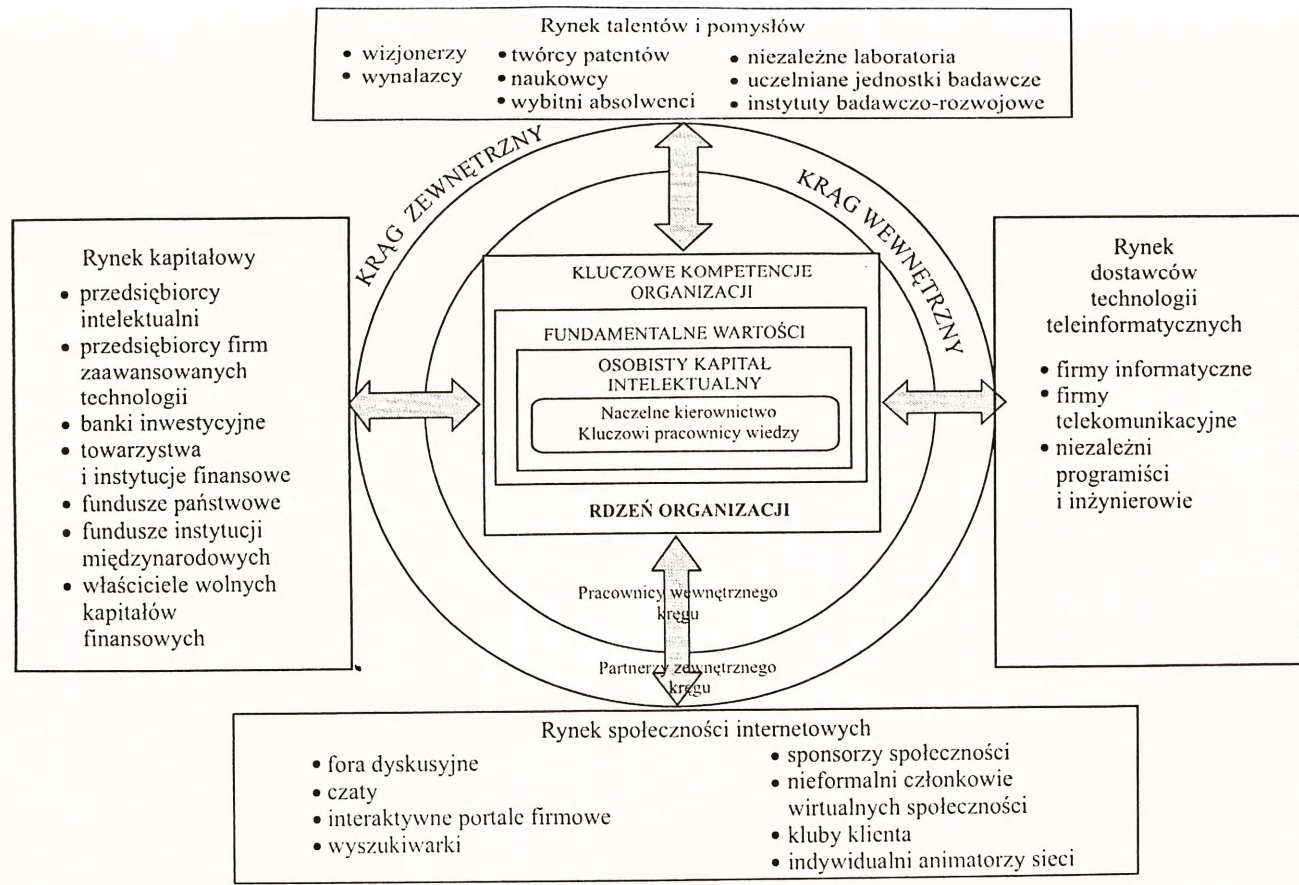 Rynek talentów i pomysłów
• wizjonerzy
• wynalazcy
• twórcy patentów
• naukowcy
• wybitni absolwenci
• niezależne laboratoria
• uczelniane jednostki badawcze
• instytuty badawczo-rozwojowe
KRĄG ZEWNĘTRZNY
KRĄG WEWNĘTRZNY
Rynek kapitałowy
• przedsiębiorcy
intelektualni
• przedsiębiorcy firm
zaawansowanych
technologii
• banki inwestycyjne
• towarzystwa
i instytucje finansowe
• fundusze państwowe
• fundusze instytucji
międzynarodowych
• właściciele wolnych
kapitałów
finansowych
KLUCZOWE KOMPETENCJE
ORGANIZACJI
FUNDAMENTALNE WARTOŚCI
OSOBISTY KAPITAŁ
INTELEKTUALNY
Naczelne kierownictwo
Kluczowi pracownicy wiedzy
RDZEŃ ORGANIZACJI
Pracownicy wewnętrznego
kręgu
Partnerzy zewnętrznego
kręgu
Rynek
dostawców
technologii
teleinformatycznych
• firmy informatyczne
• firmy
telekomunikacyjne
• niezależni
programiści
i inżynierowie
Rynek społeczności internetowych
• fora dyskusyjne
• czaty
• interaktywne portale firmowe
• wyszukiwarki
• sponsorzy społeczności
• nieformalni członkowie
wirtualnych społeczności
• kluby klienta
• indywidualni animatorzy sieci